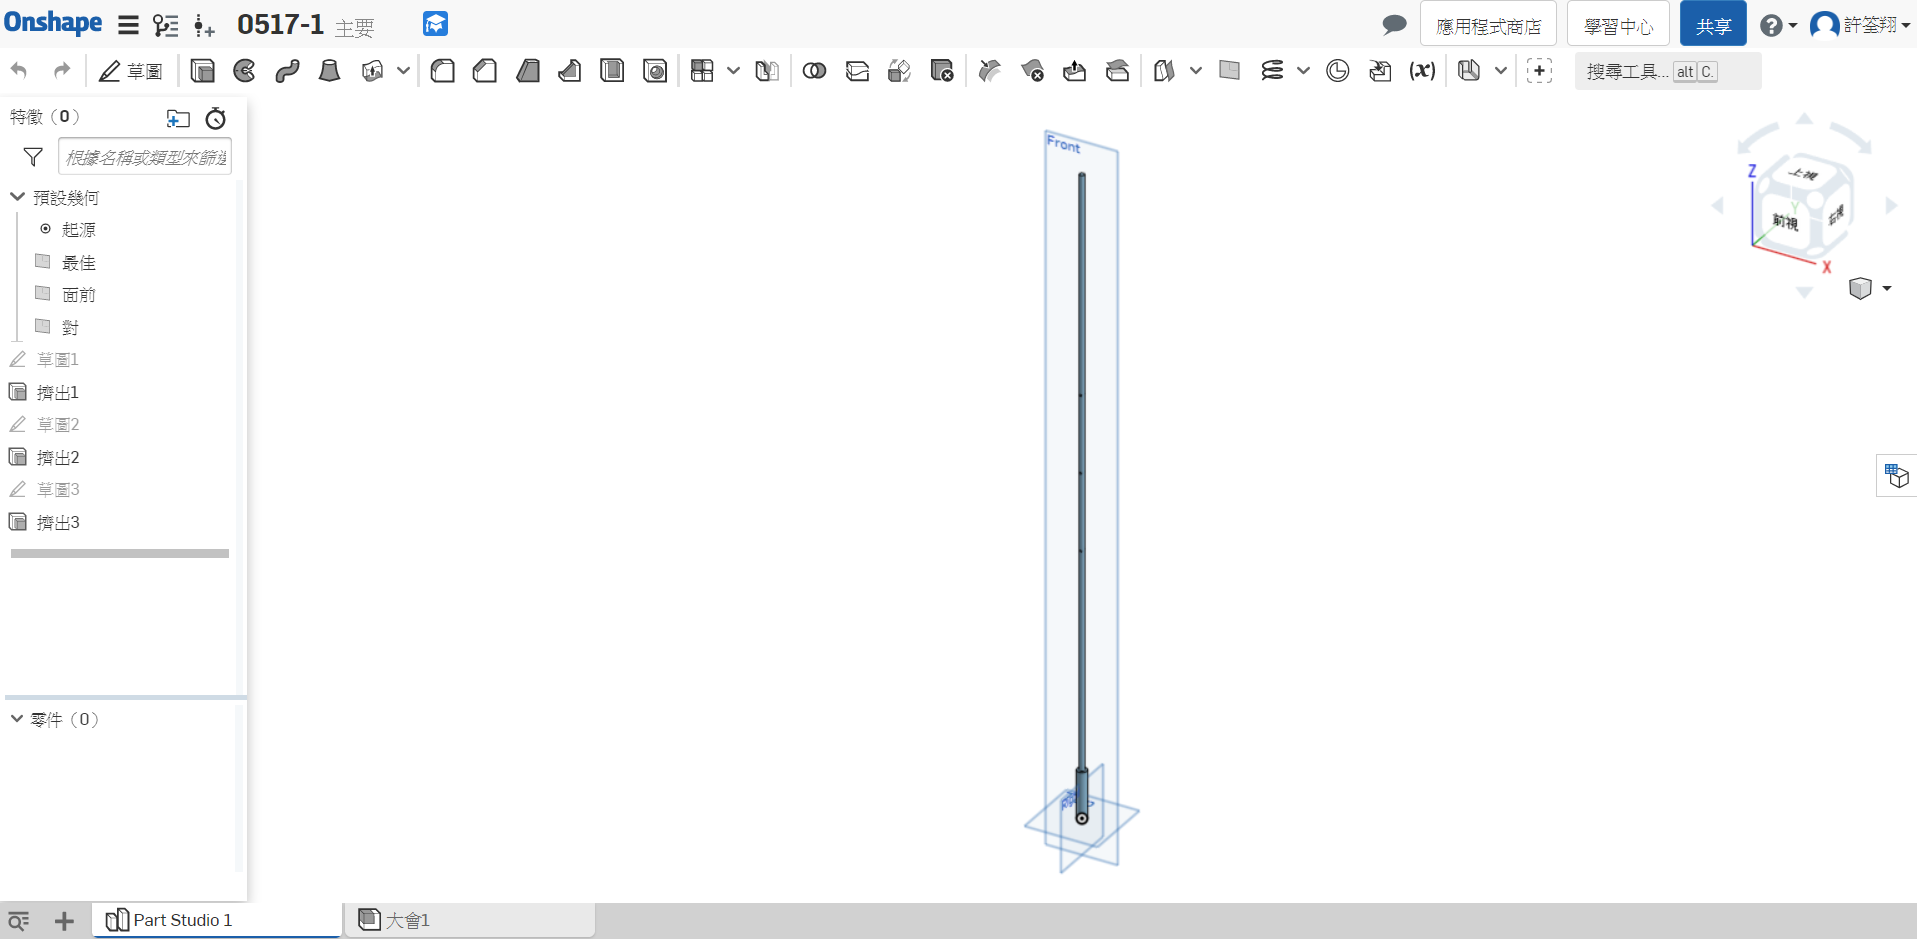 Onshape
0517-1 主要
應用程式商店
學習中心
共享
許荃翔
草圖
(x)
搜尋工具... alt C.
特徵 (0)
根據名稱或類型來篩選
預設幾何
起源
最佳
面前
對
草圖1
擠出1
草圖2
擠出2
草圖3
擠出3
零件 (0)
Front
Z
上視
Y
前視
右視
X
Part Studio 1
大會1